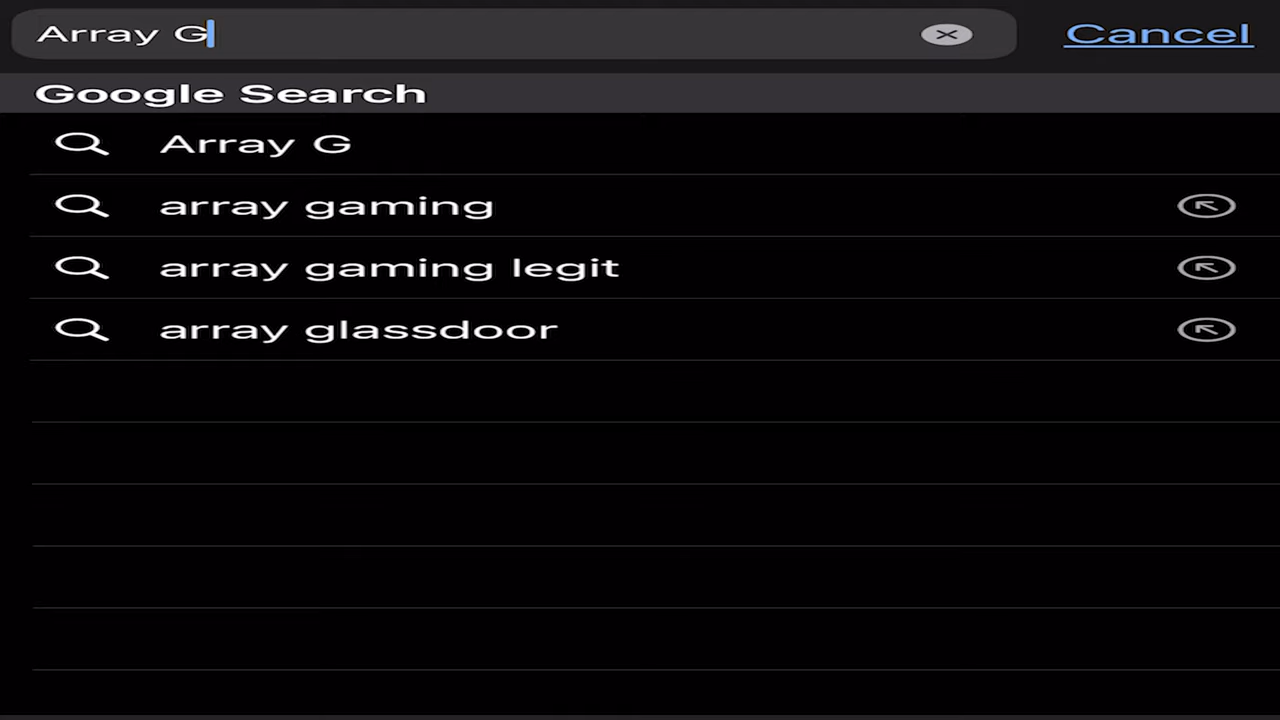 Array G
Cancel
Google Search
Array G
array gaming
array gaming legit
array glassdoor